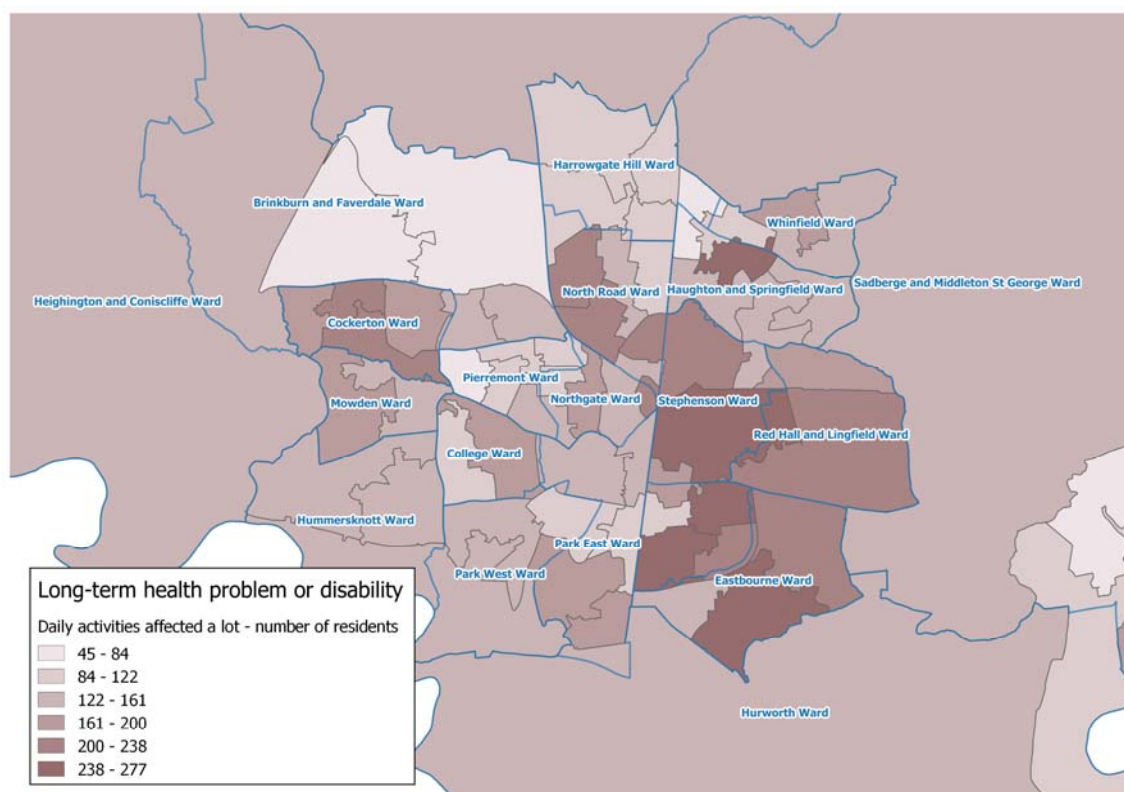 Harrowgate Hill Ward
Brinkburn and Faverdale Ward
Whinfield Ward
Heighington and Coniscliffe Ward
North Road Ward
Haughton and Springfield Ward
Sadberge and Middleton St George Ward
Cockerton Ward
Pierremont Ward
Mowden Ward
Northgate Ward
Stephenson Ward
Red Hall and Lingfield Ward
College Ward
Hummersknott Ward
Park East Ward
Park West Ward
Eastbourne Ward
Hurworth Ward
Long-term health problem or disability
Daily activities affected a lot - number of residents
45 - 84
84 - 122
122 - 161
161 - 200
200 - 238
238 - 277